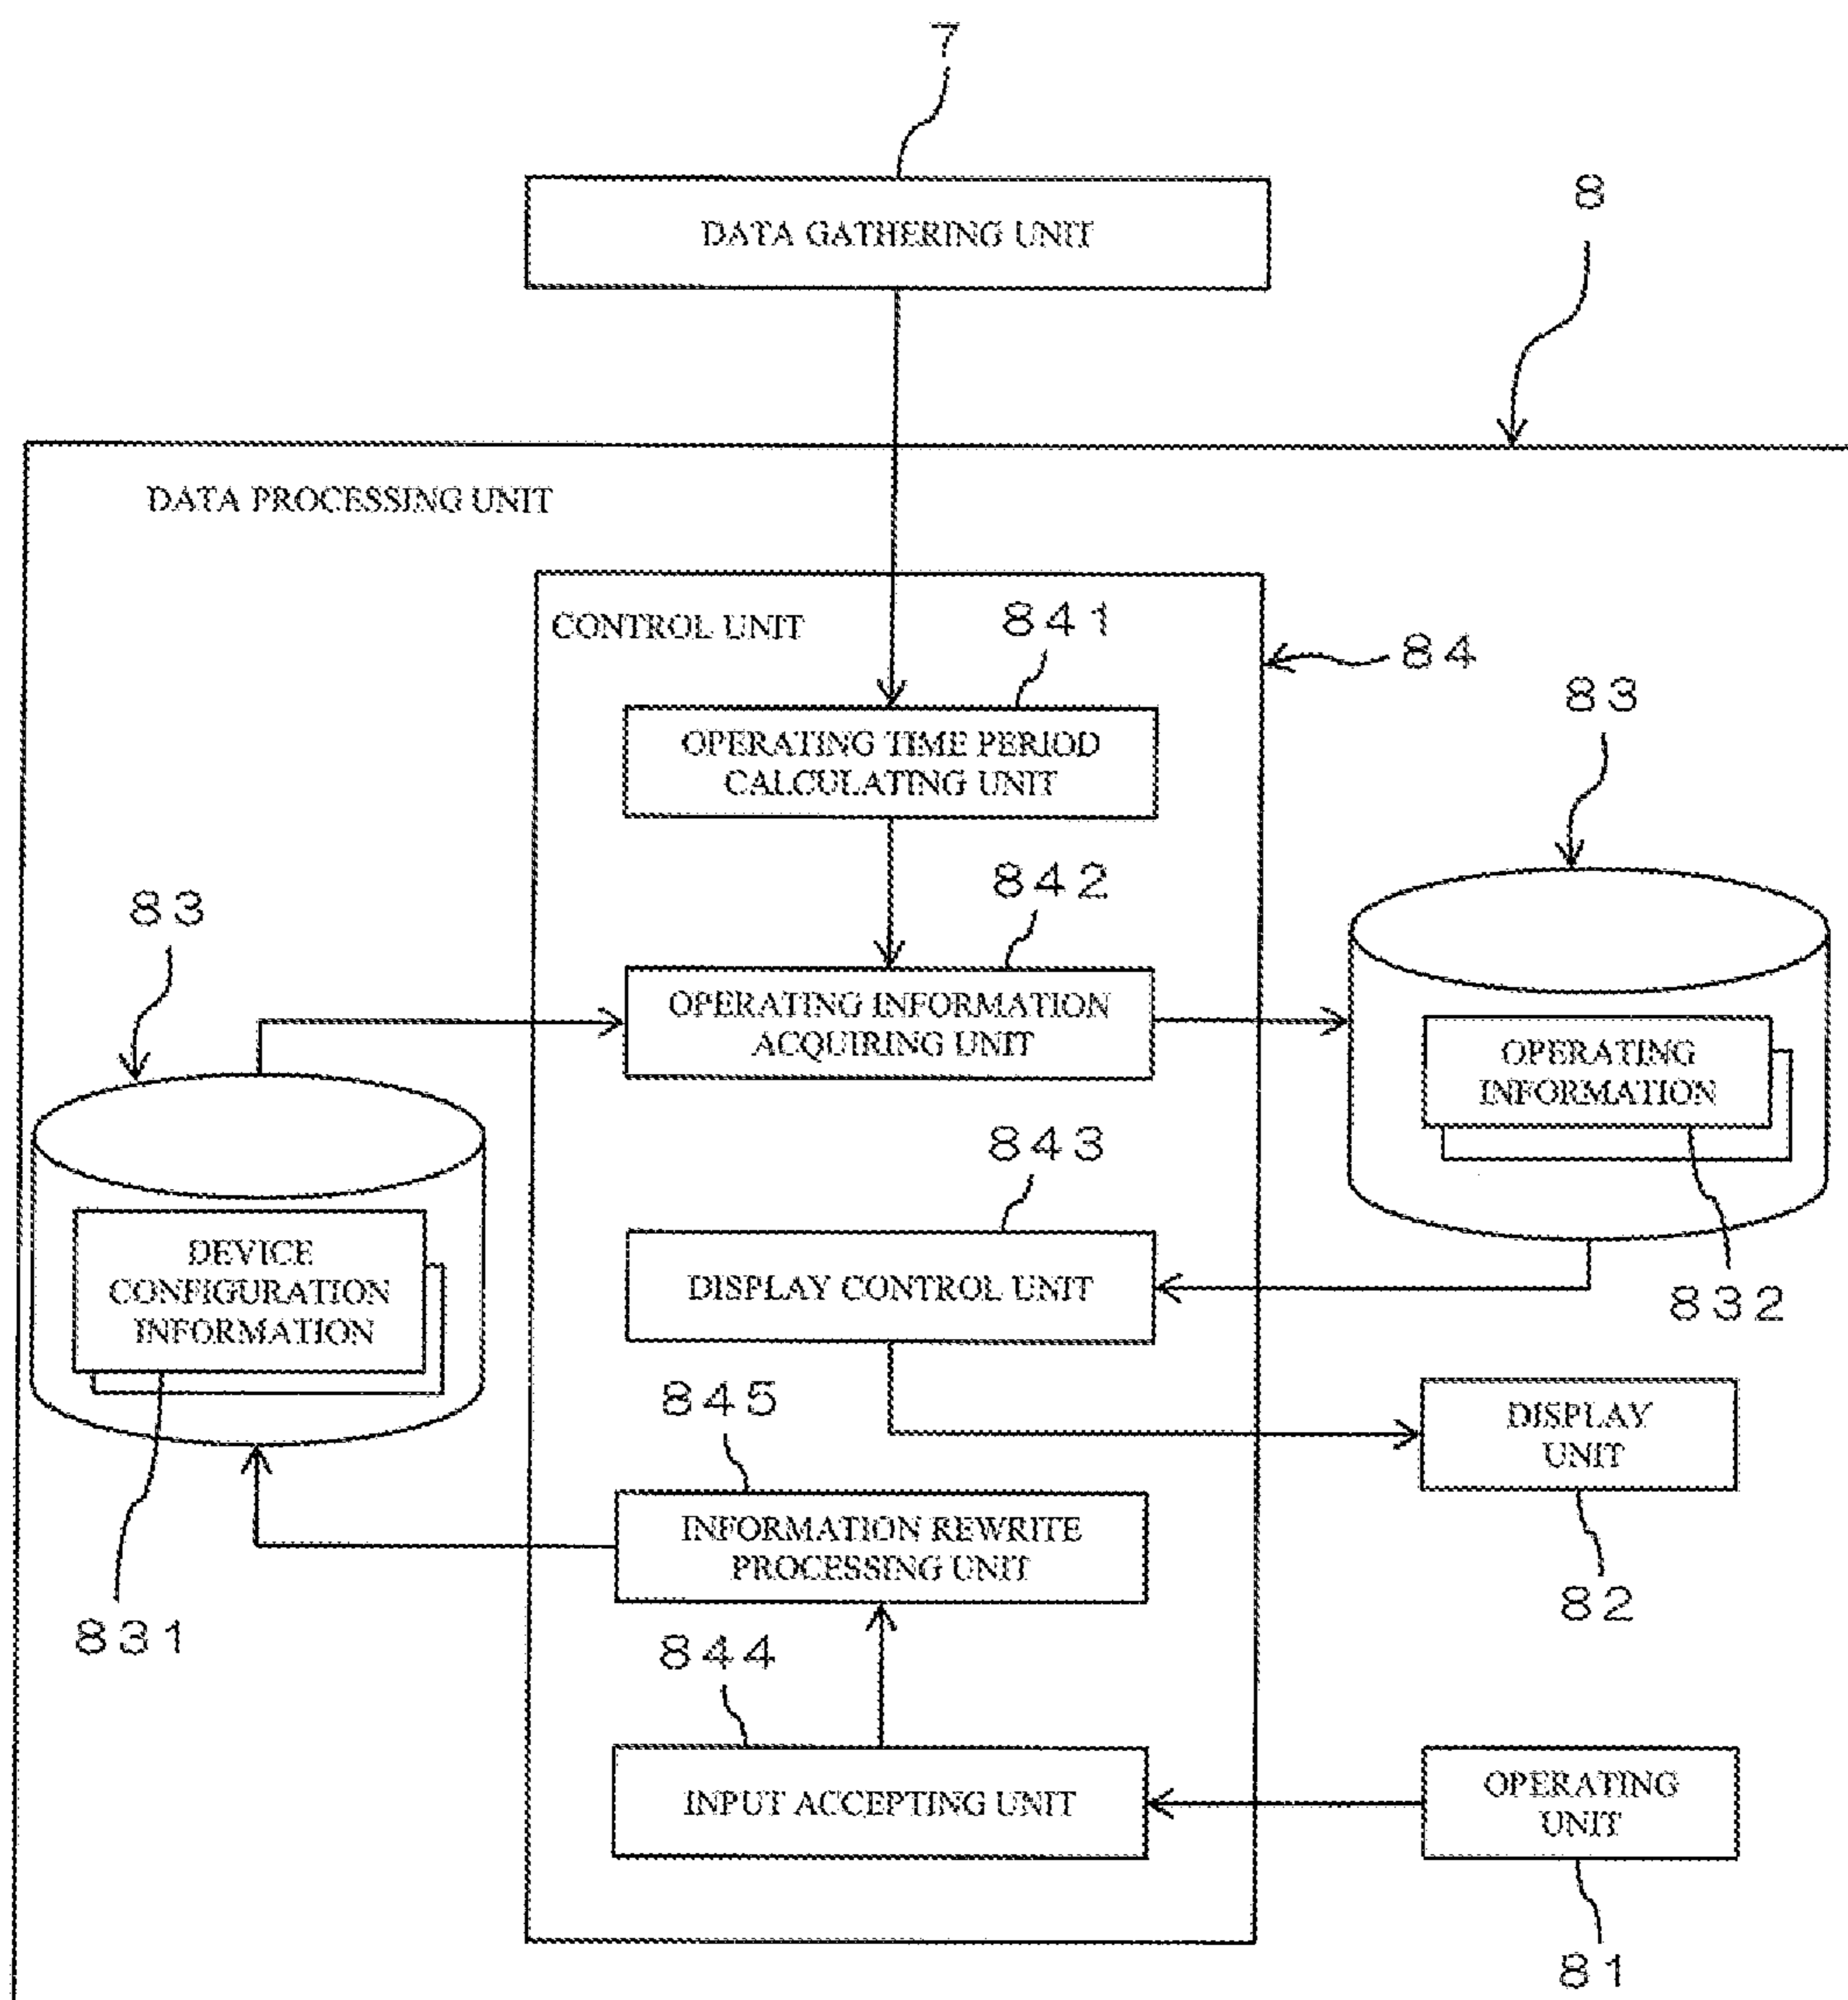 7
DATA GATHERING UNIT
8
DATA PROCESSING UNIT
CONTROL UNIT
841
84
OPERATING TIME PERIOD
CALCULATING UNIT
83
842
83
OPERATING INFORMATION
ACQUIRING UNIT
OPERATING
INFORMATION
843
832
DEVICE
CONFIGURATION
INFORMATION
DISPLAY CONTROL UNIT
845
DISPLAY
UNIT
82
INFORMATION REWRITE
PROCESSING UNIT
831
844
INPUT ACCEPTING UNIT
OPERATING
UNIT
81